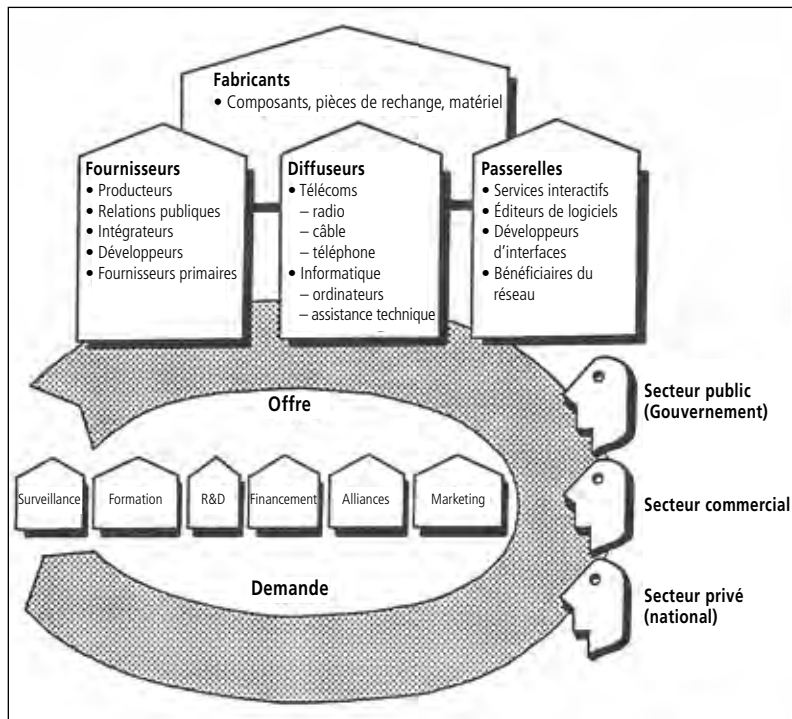 Fabricants
• Composants, pièces de rechange, matériel
Fournisseurs
• Producteurs
• Relations publiques
• Intégrateurs
• Développeurs
• Fournisseurs primaires
Diffuseurs
• Télécoms
– radio
– câble
– téléphone
• Informatique
– ordinateurs
– assistance technique
Passerelles
• Services interactifs
• Éditeurs de logiciels
• Développeurs
d'interfaces
• Bénéficiaires du
réseau
Offre
Secteur public
(Gouvernement)
Surveillance
Formation
R&D
Financement
Alliances
Marketing
Secteur commercial
Demande
Secteur privé
(national)